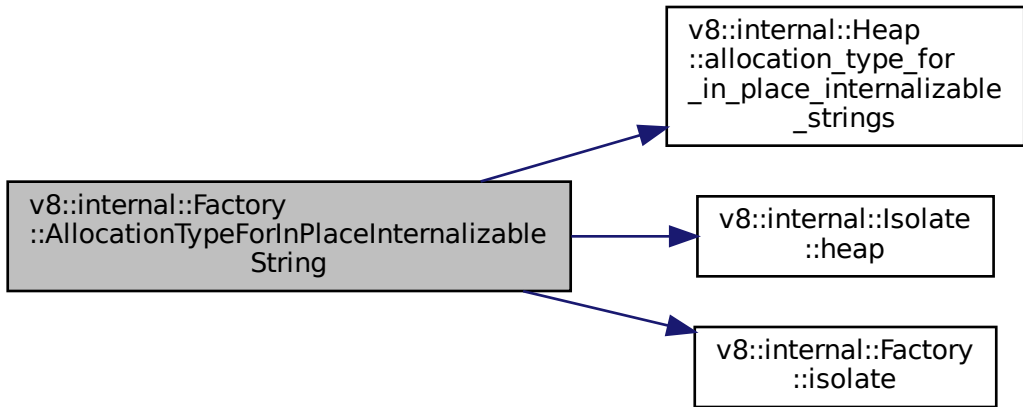 v8::internal::Factory
::AllocationTypeForInPlaceInternalizable
String
v8::internal::Heap
::allocation_type_for
_in_place_internalizable
_strings
v8::internal::Isolate
::heap
v8::internal::Factory
::isolate